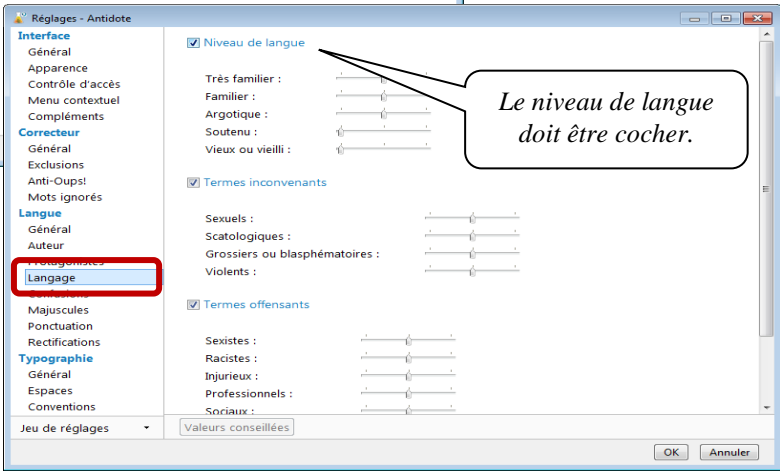 Réglages - Antidote
Interface
Général
Apparence
Contrôle d'accès
Menu contextuel
Compléments
Correcteur
Général
Exclusions
Anti-Oups!
Mots ignorés
Langue
Général
Auteur
Protagonistes
Langage
Confusions
Majuscules
Ponctuation
Rectifications
Typographie
Général
Espaces
Conventions
Jeu de réglages
Niveau de langue
Très familier :
Familier :
Argotique :
Soutenu :
Vieux ou vieilli :
Le niveau de langue
doit être cocher.
Termes inconvenants
Sexuels :
Scatologiques :
Grossiers ou blasphématoires :
Violents :
Termes offensants
Sexistes :
Racistes :
Injurieux :
Professionnels :
Sociaux :
Valeurs conseillées
OK
Annuler